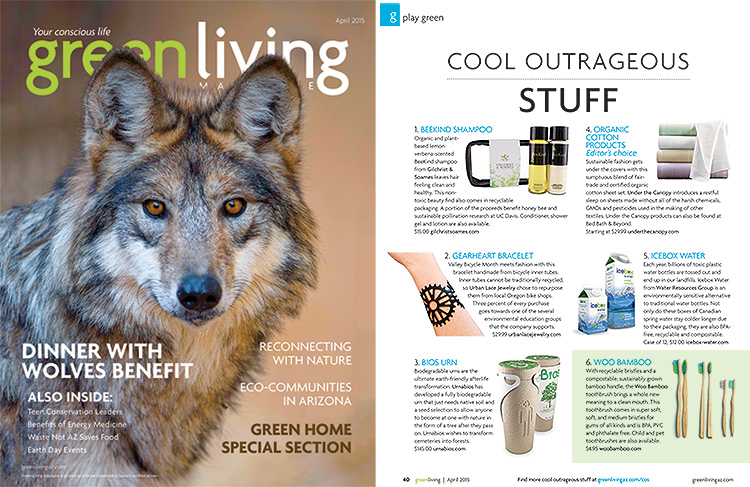 April 2015
Your conscious life
greenliving
MAGAZINE
DINNER WITH
WOLVES BENEFIT
ALSO INSIDE:
Teen Conservation Leaders
Benefits of Energy Medicine
Waste Not AZ Saves Food
Earth Day Events
greenlivingaz.com
RECONNECTING
WITH NATURE
ECO-COMMUNITIES
IN ARIZONA
GREEN HOME
SPECIAL SECTION
g play green
COOL OUTRAGEOUS
STUFF
1. BEEKIND SHAMPOO
Organic and plant-
based lemon
verbena-scented
BeeKind shampoo
from Gilchrist &
Soames leaves hair
feeling clean and
healthy. This non-
toxic beauty find also comes in recyclable
packaging. A portion of the proceeds benefit honey bee and
sustainable pollination research at UC Davis. Conditioner, shower
gel and lotion are also available.
$15.00 gilchristsoames.com
2. GEARHEART BRACELET
Valley Bicycle Month meets fashion with this
bracelet handmade from bicycle inner tubes.
Inner tubes cannot be traditionally recycled,
so Urban Lace Jewelry chose to repurpose
them from local Oregon bike shops.
Three percent of every purchase
goes towards one of the several
environmental education groups
that the company supports.
$29.99 urbanlacejewelry.com
3. BIOS URN
Biodegradable urns are the
ultimate earth-friendly afterlife
transformation. Urnabios has
developed a fully biodegradable
urn that just needs native soil and
a seed selection to allow anyone
to become at one with nature in
the form of a tree after they pass
on. Urnabios wishes to transform
cemeteries into forests.
$145.00 urnabios.com
Bios
4. ORGANIC
COTTON
PRODUCTS
Editor's choice
Sustainable fashion gets
under the covers with this
sumptuous blend of fair-
trade and certified organic
cotton sheet set. Under the Canopy introduces a restful
sleep on sheets made without all of the harsh chemicals,
GMOs and pesticides used in the making of other
textiles. Under the Canopy products can also be found at
Bed Bath & Beyond.
Starting at $29.99 underthecanopy.com
5. ICEBOX WATER
Each year, billions of toxic plastic
water bottles are tossed out and
end up in our landfills. Icebox Water
from Water Resources Group is an
environmentally sensitive alternative
to traditional water bottles. Not
only do these boxes of Canadian
spring water stay colder longer due
to their packaging, they are also BPA-
free, recyclable and compostable.
Case of 12, $12.00 icebox-water.com
icebox
icebox
6. WOO BAMBOO
With recyclable bristles and a
compostable, sustainably grown
bamboo handle, the Woo Bamboo
toothbrush brings a whole new
meaning to a clean mouth. This
toothbrush comes in super soft,
soft, and medium bristles for
gums of all kinds and is BPA, PVC
and phthalate free. Child and pet
toothbrushes are also available.
$4.95 woobamboo.com
40 greenliving | April 2015
Find more cool outrageous stuff at greenlivingaz.com/cos
greenlivingaz.com